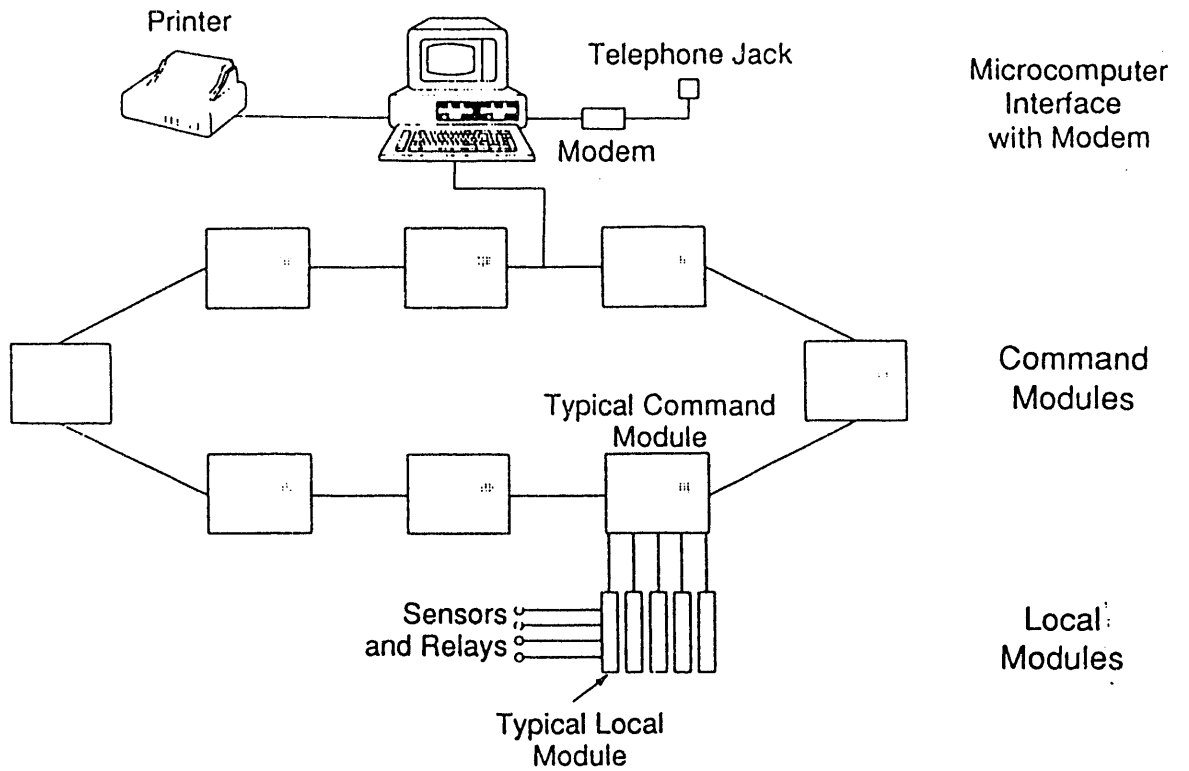 Printer
Telephone Jack
Modem
Microcomputer
Interface
with Modem
Command
Modules
Typical Command
Module
Sensors
and Relays
Local
Modules
Typical Local
Module